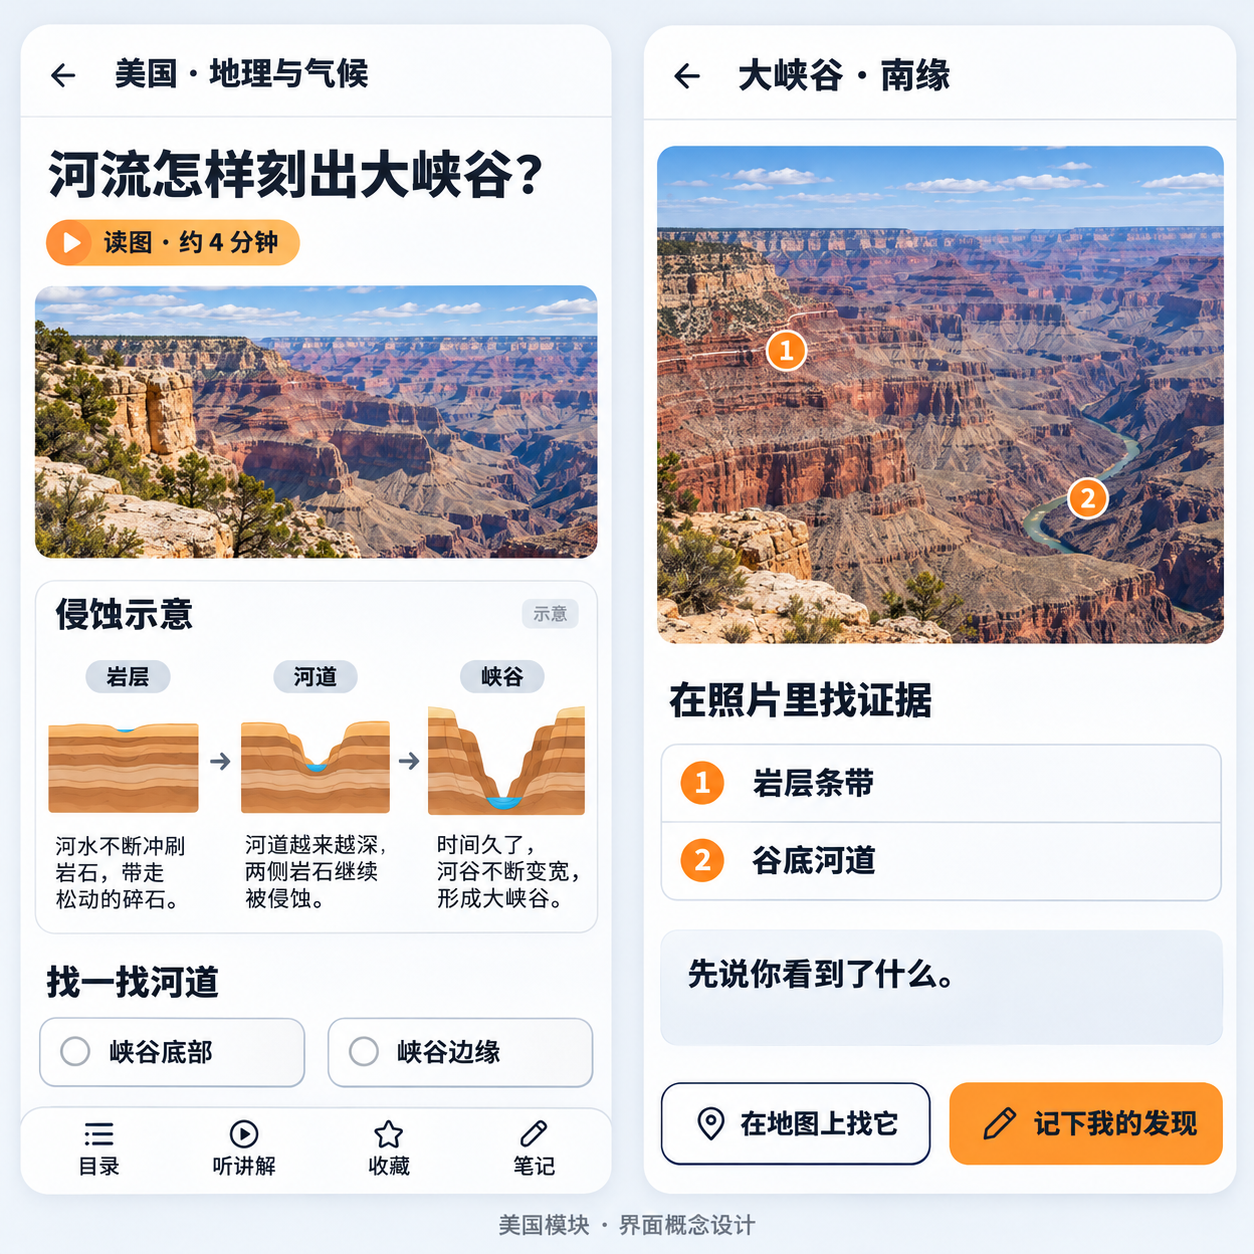 美国·地理与气候
河流怎样刻出大峡谷？
读图·约 4 分钟
侵蚀示意
示意
岩层
河道
峡谷
河水不断冲刷
岩石，带走
松动的碎石。
河道越来越深，
两侧岩石继续
被侵蚀。
时间久了，
河谷不断变宽，
形成大峡谷。
找一找河道
峡谷底部
峡谷边缘
目录
听讲解
收藏
笔记
大峡谷·南缘
1
2
在照片里找证据
1 岩层条带
2 谷底河道
先说你看到了什么。
在地图上找它
记下我的发现
美国模块 · 界面概念设计